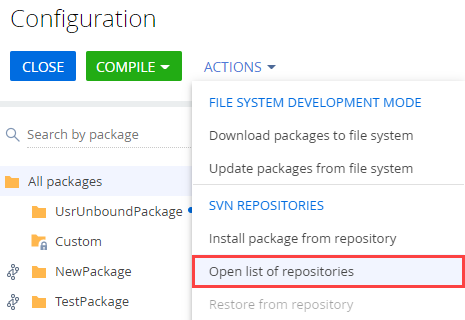 Configuration
CLOSE
COMPILE
ACTIONS
FILE SYSTEM DEVELOPMENT MODE
Download packages to file system
Update packages from file system
SVN REPOSITORIES
Install package from repository
Open list of repositories
Restore from repository
Search by package
All packages
UsrUnboundPackage
Custom
NewPackage
TestPackage